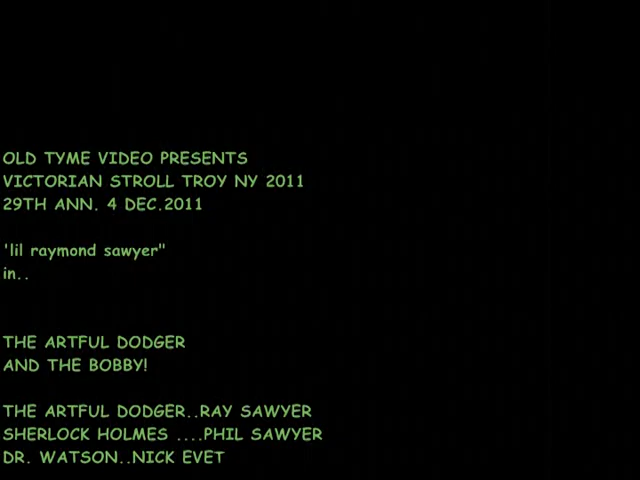 OLD TYME VIDEO PRESENTS
VICTORIAN STROLL TROY NY 2011
29TH ANN. 4 DEC.2011
'lil raymond sawyer"
in..
THE ARTFUL DODGER
AND THE BOBBY!
THE ARTFUL DODGER..RAY SAWYER
SHERLOCK HOLMES ....PHIL SAWYER
DR. WATSON..NICK EVET